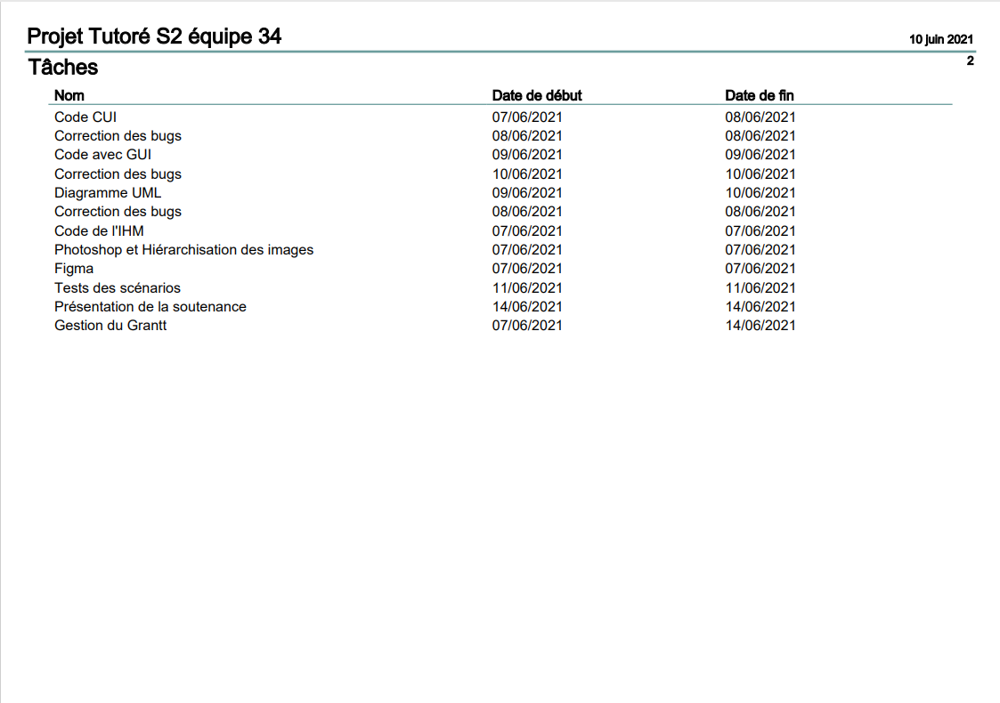 Projet Tutoré S2 équipe 34
10 juin 2021
Tâches
2
Nom Date de début Date de fin
Code CUI 07/06/2021 08/06/2021
Correction des bugs 08/06/2021 08/06/2021
Code avec GUI 09/06/2021 09/06/2021
Correction des bugs 10/06/2021 10/06/2021
Diagramme UML 09/06/2021 10/06/2021
Correction des bugs 08/06/2021 08/06/2021
Code de l'IHM 07/06/2021 07/06/2021
Photoshop et Hiérarchisation des images 07/06/2021 07/06/2021
Figma 07/06/2021 07/06/2021
Tests des scénarios 11/06/2021 11/06/2021
Présentation de la soutenance 14/06/2021 14/06/2021
Gestion du Grantt 07/06/2021 14/06/2021